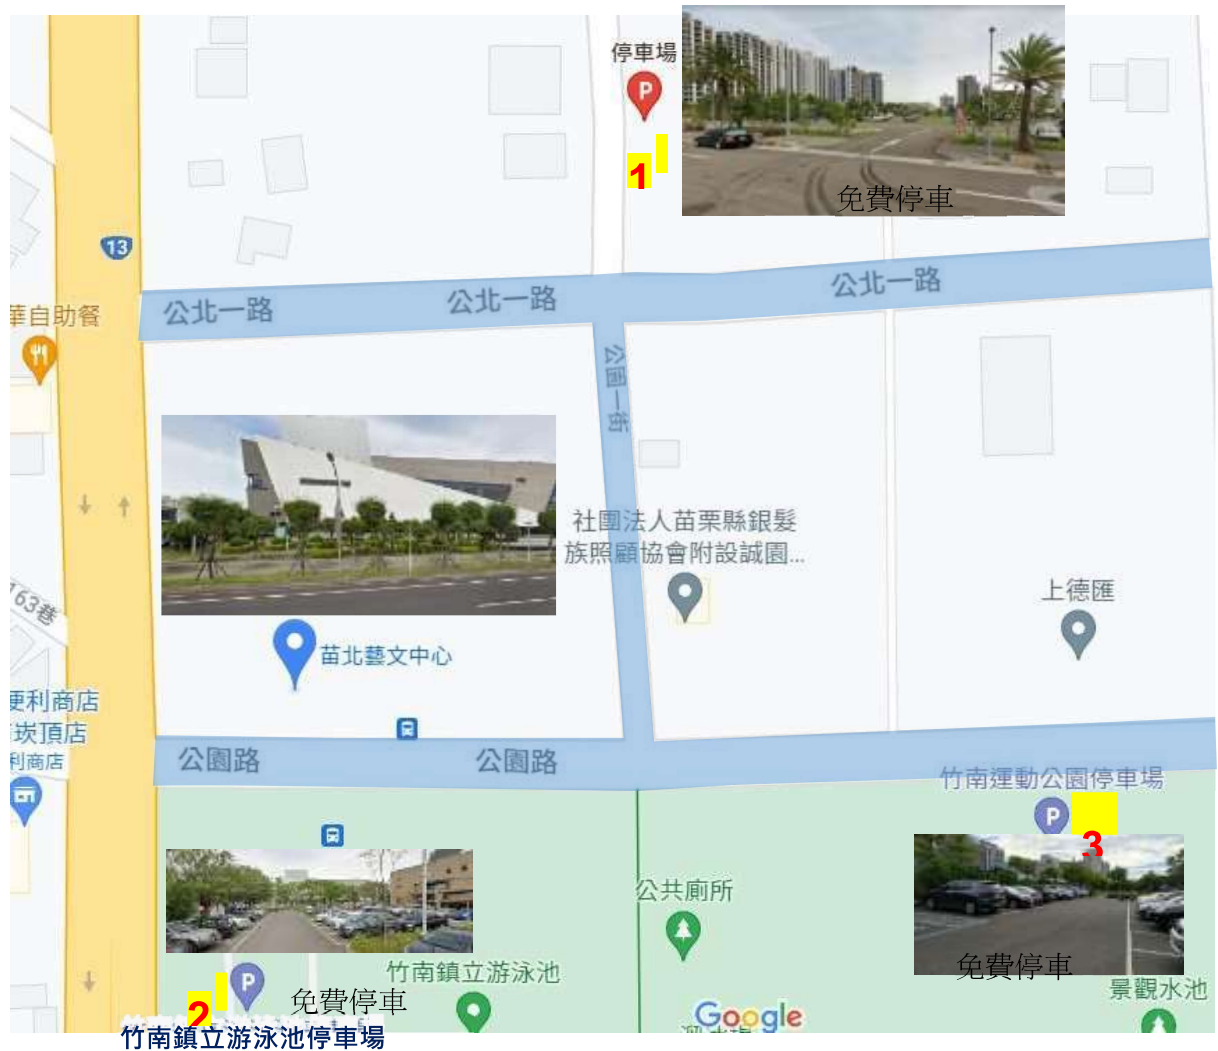 停車場
1
免費停車
13
公北一路
公北一路
公北一路
華自助餐
公園一街
社團法人苗栗縣銀髮
族照顧協會附設誠園...
上德匯
163巷
苗北藝文中心
便利商店
崁頂店
利商店
公園路
公園路
竹南運動公園停車場
P
3
公共廁所
免費停車
竹南鎮立游泳池
景觀水池
P
2
免費停車
Google
竹南鎮立游泳池停車場